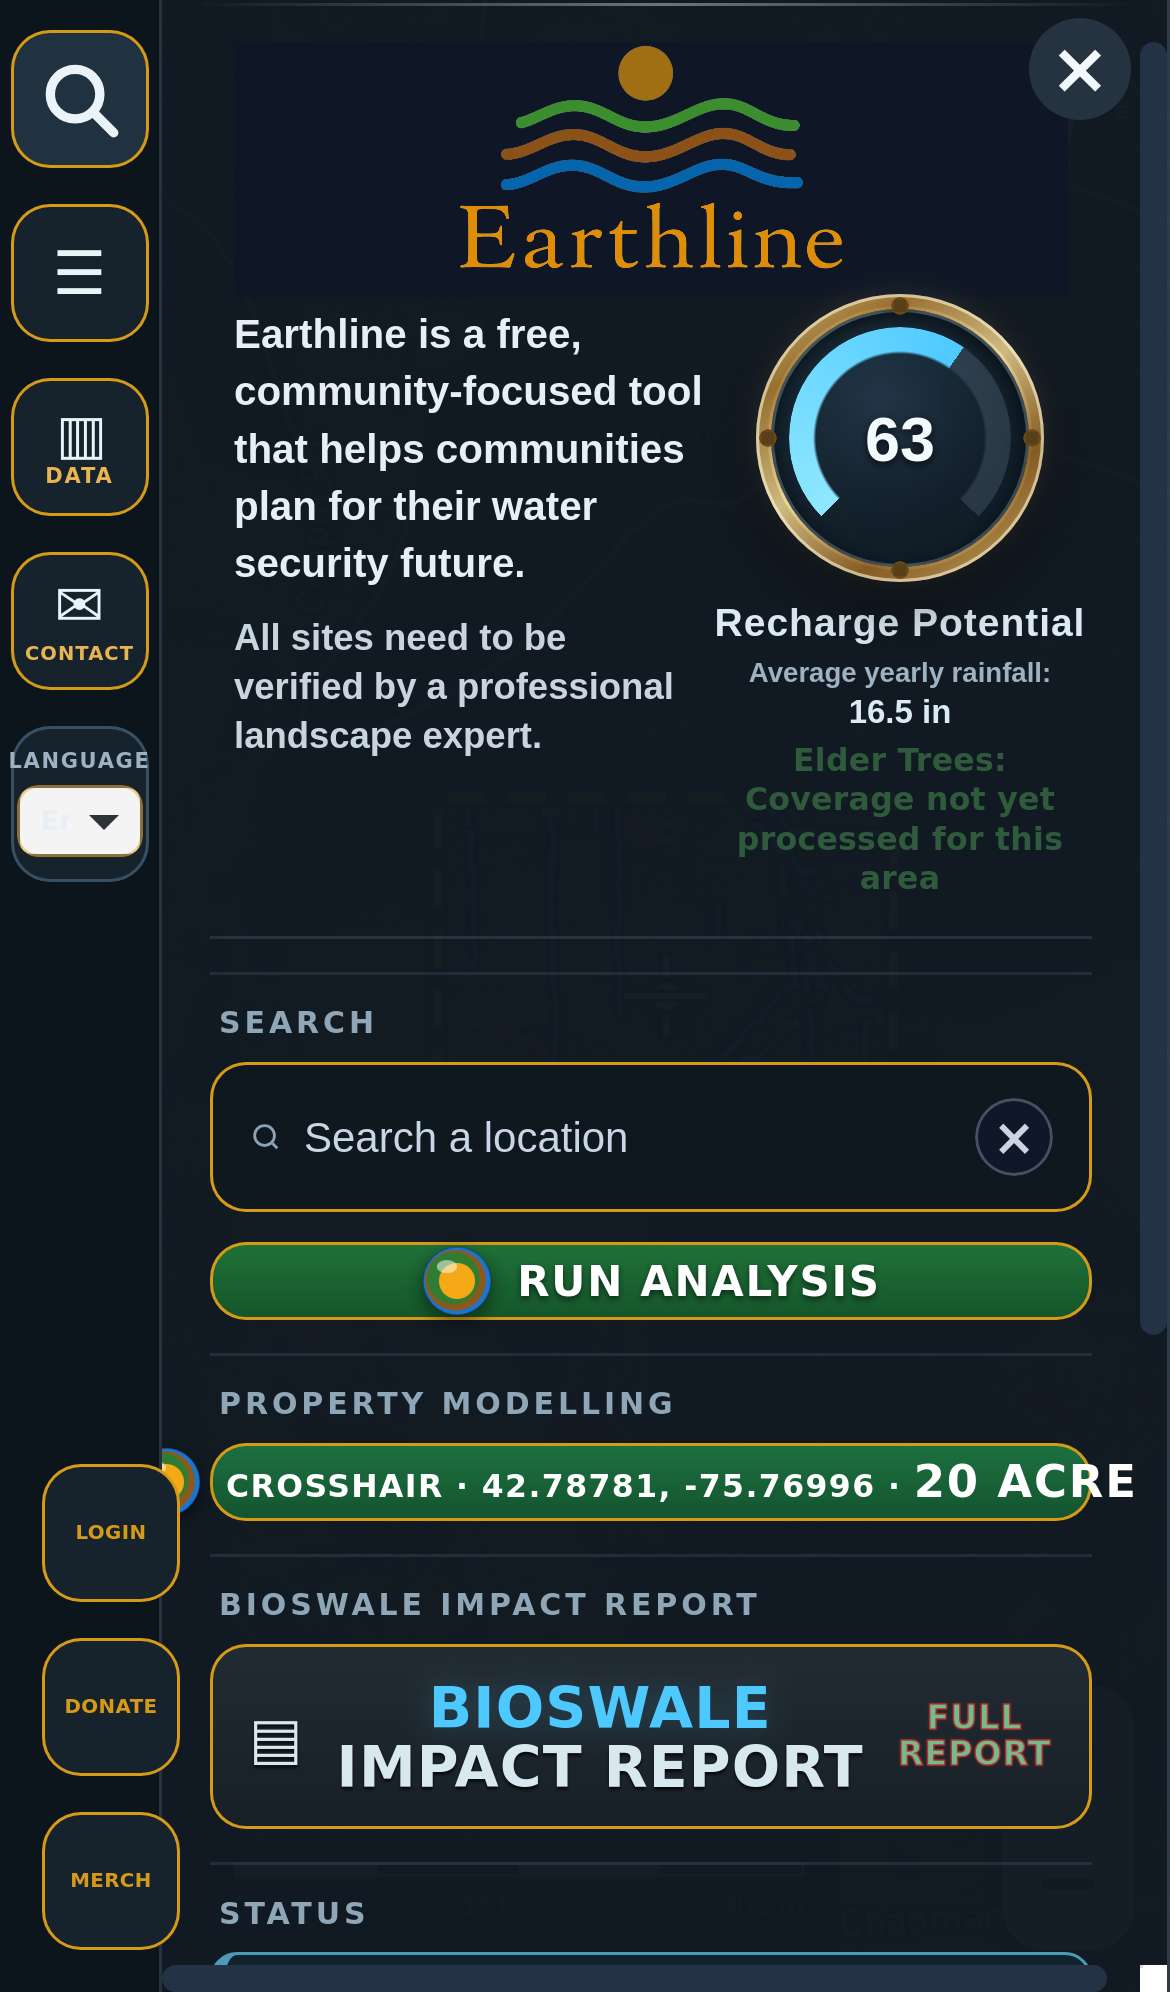 Earthline
Earthline is a free,
community-focused tool
that helps communities
plan for their water
security future.
All sites need to be
verified by a professional
landscape expert.
63
Recharge Potential
Average yearly rainfall:
16.5 in
Elder Trees:
Coverage not yet
processed for this
area
DATA
CONTACT
LANGUAGE
SEARCH
Search a location
RUN ANALYSIS
PROPERTY MODELLING
CROSSHAIR · 42.78781, -75.76996 · 20 ACRE
BIOSWALE IMPACT REPORT
BIOSWALE
IMPACT REPORT
FULL
REPORT
STATUS
LOGIN
DONATE
MERCH